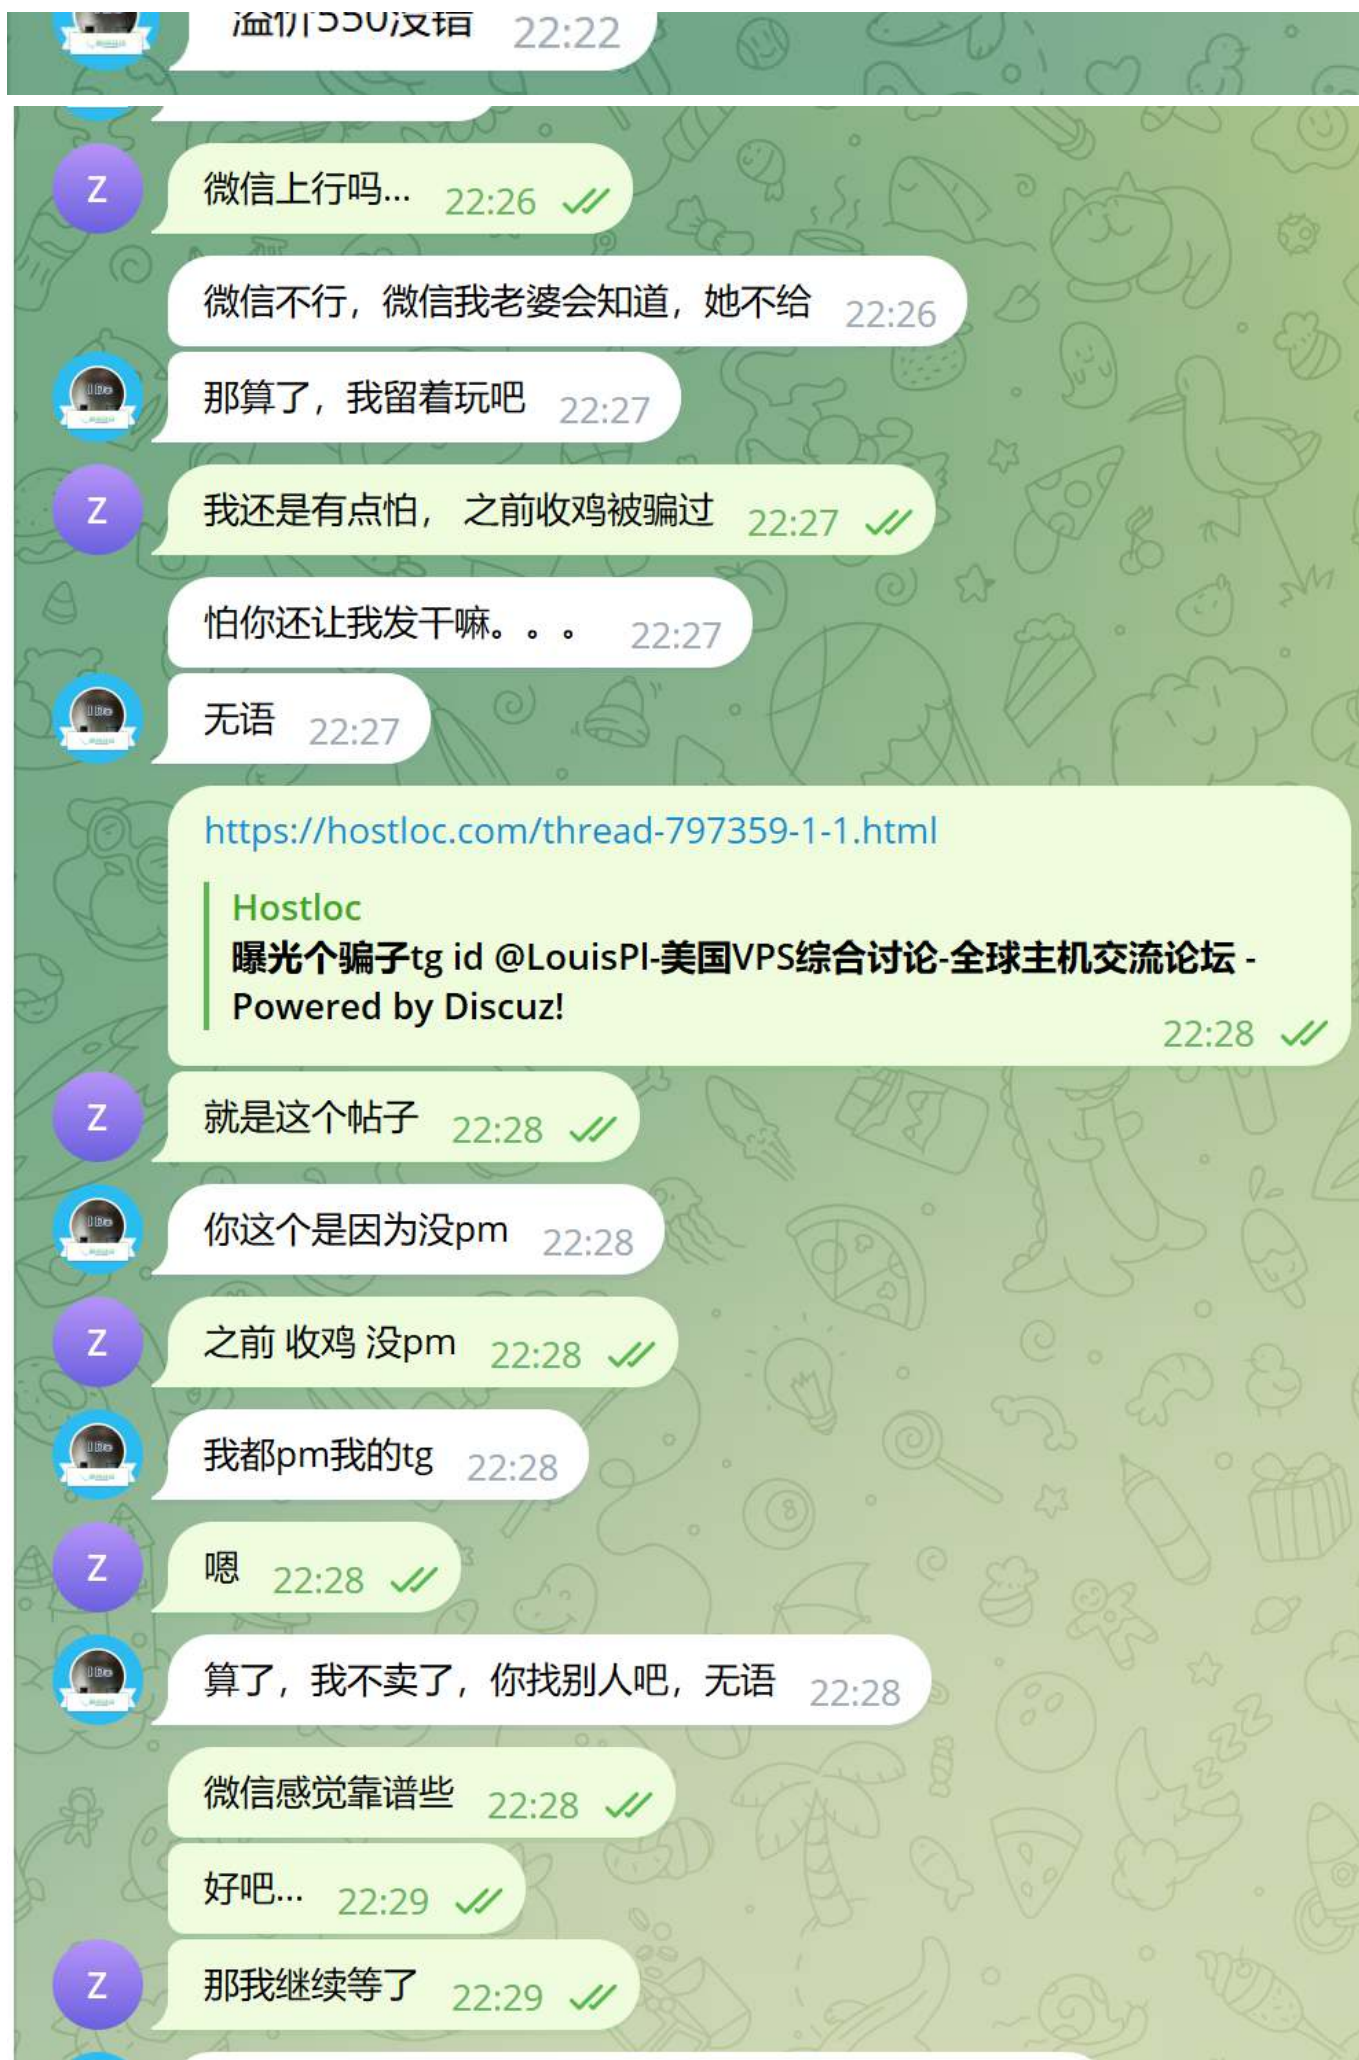 溢价550没错 22:22
Z
微信上行吗... 22:26
微信不行，微信我老婆会知道，她不给 22:26
那算了，我留着玩吧 22:27
Z
我还是有点怕， 之前收鸡被骗过 22:27
怕你还让我发干嘛。。。 22:27
无语 22:27
https://hostloc.com/thread-797359-1-1.html
Hostloc
曝光个骗子tg id @LouisPl-美国VPS综合讨论-全球主机交流论坛 -
Powered by Discuz!
22:28
Z
就是这个帖子 22:28
你这个是因为没pm 22:28
Z
之前 收鸡 没pm 22:28
我都pm我的tg 22:28
Z
嗯 22:28
算了，我不卖了，你找别人吧，无语 22:28
微信感觉靠谱些 22:28
好吧... 22:29
Z
那我继续等了 22:29